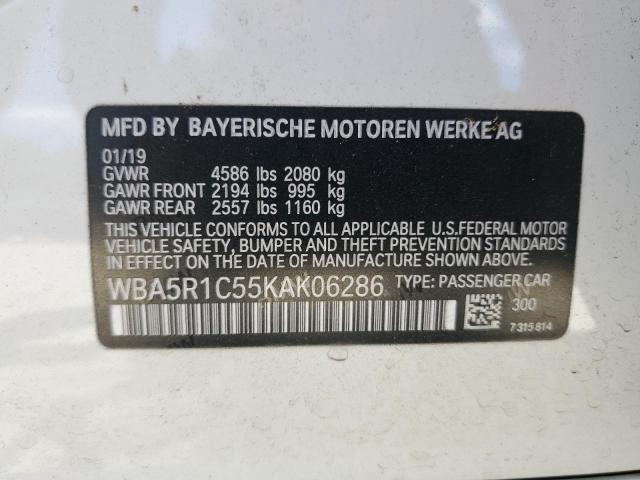 MFD BY BAYERISCHE MOTOREN WERKE AG
01/19
GVWR 4586 lbs 2080 kg
GAWR FRONT 2194 lbs 995 kg
GAWR REAR 2557 lbs 1160 kg
THIS VEHICLE CONFORMS TO ALL APPLICABLE U.S.FEDERAL MOTOR
VEHICLE SAFETY, BUMPER AND THEFT PREVENTION STANDARDS
IN EFFECT ON THE DATE OF MANUFACTURE SHOWN ABOVE.
WBA5R1C55KAK06286 TYPE: PASSENGER CAR
300
7315814